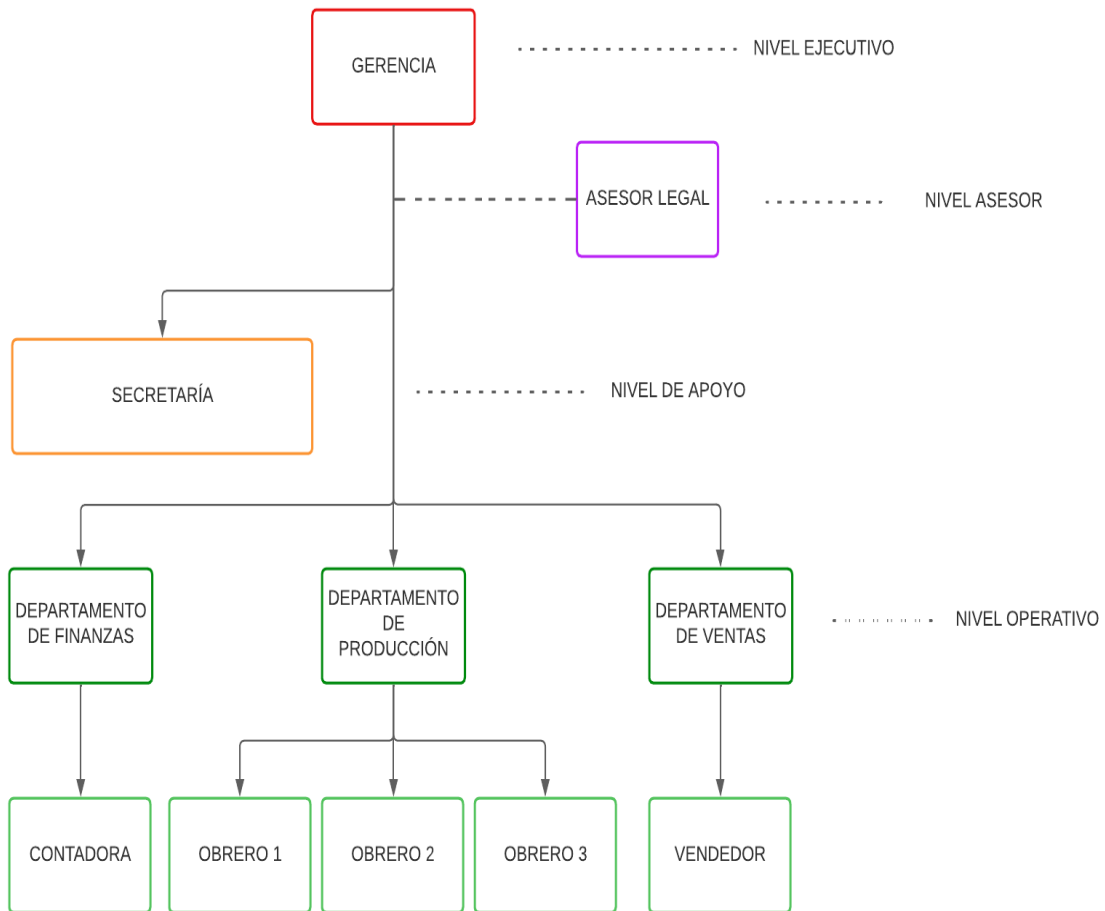 GERENCIA
NIVEL EJECUTIVO
ASESOR LEGAL
NIVEL ASESOR
SECRETARÍA
NIVEL DE APOYO
DEPARTAMENTO
DE FINANZAS
DEPARTAMENTO
DE
PRODUCCIÓN
DEPARTAMENTO
DE VENTAS
NIVEL OPERATIVO
CONTADORA
OBRERO 1
OBRERO 2
OBRERO 3
VENDEDOR